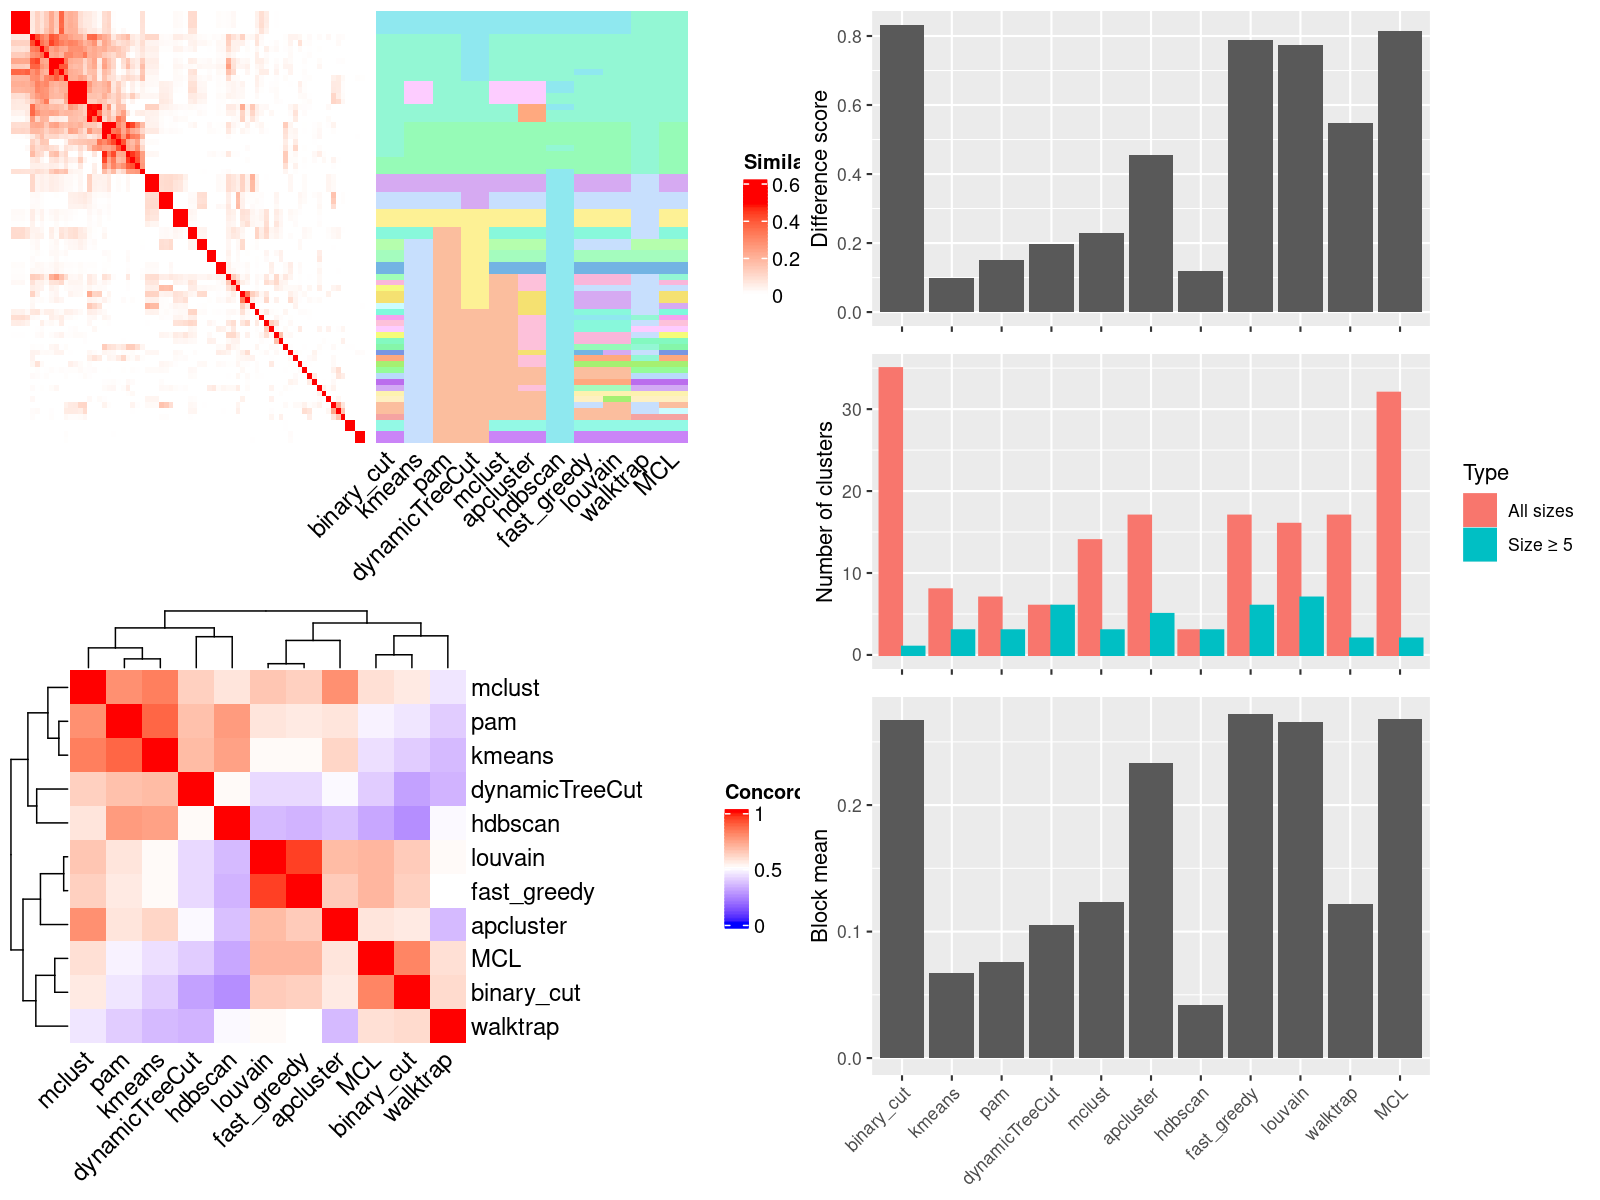 Simila
0.6
0.4
0.2
0
binary_cut
kmeans
pam
dynamicTreeCut
mclust
apcluster
hdbscan
fast_greedy
louvain
walktrap
MCL
Difference score
0.8
0.6
0.4
0.2
0.0
Number of clusters
30
20
10
0
Type
All sizes
Size ≥ 5
mclust
pam
kmeans
dynamicTreeCut
hdbscan
louvain
fast_greedy
apcluster
MCL
binary_cut
walktrap
mclust
pam
kmeans
dynamicTreeCut
hdbscan
louvain
fast_greedy
apcluster
MCL
binary_cut
walktrap
Concord
1
0.5
0
Block mean
0.2
0.1
0.0
binary_cut
kmeans
pam
dynamicTreeCut
mclust
apcluster
hdbscan
fast_greedy
louvain
walktrap
MCL